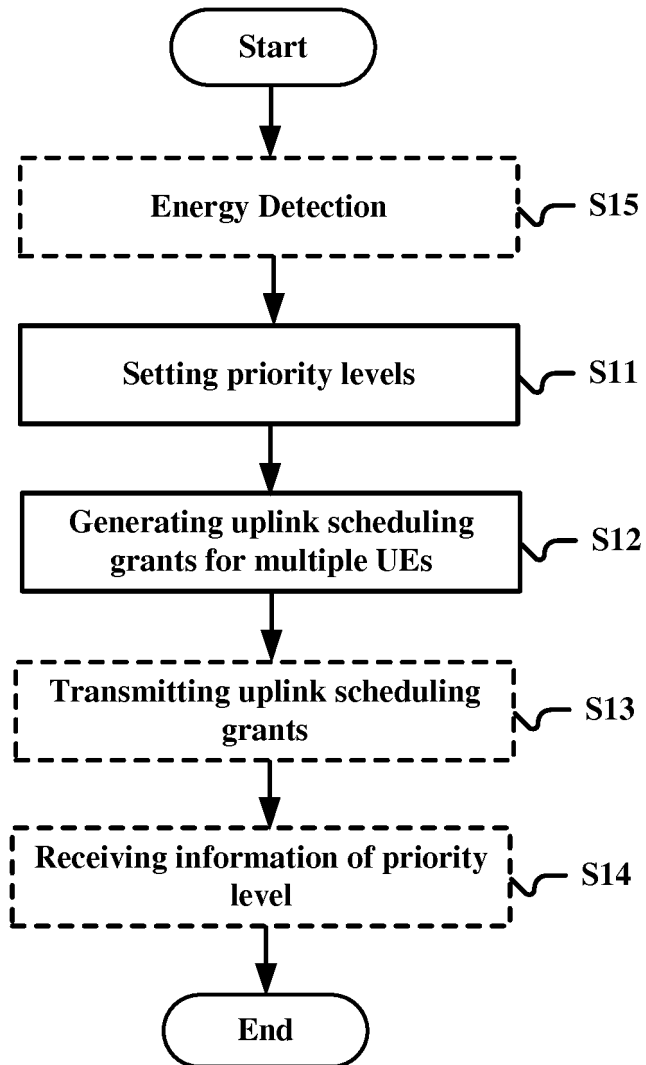 Start
Energy Detection
S15
Setting priority levels
S11
Generating uplink scheduling
grants for multiple UEs
S12
Transmitting uplink scheduling
grants
S13
Receiving information of priority
level
S14
End